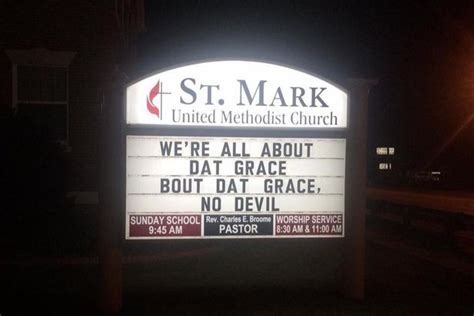 ST. MARK
United Methodist Church
WE'RE ALL ABOUT
DAT GRACE
BOUT DAT GRACE,
NO DEVIL
SUNDAY SCHOOL
9:45 AM
Rev. Charles E. Broome
PASTOR
WORSHIP SERVICE
8:30 AM & 11:00 AM